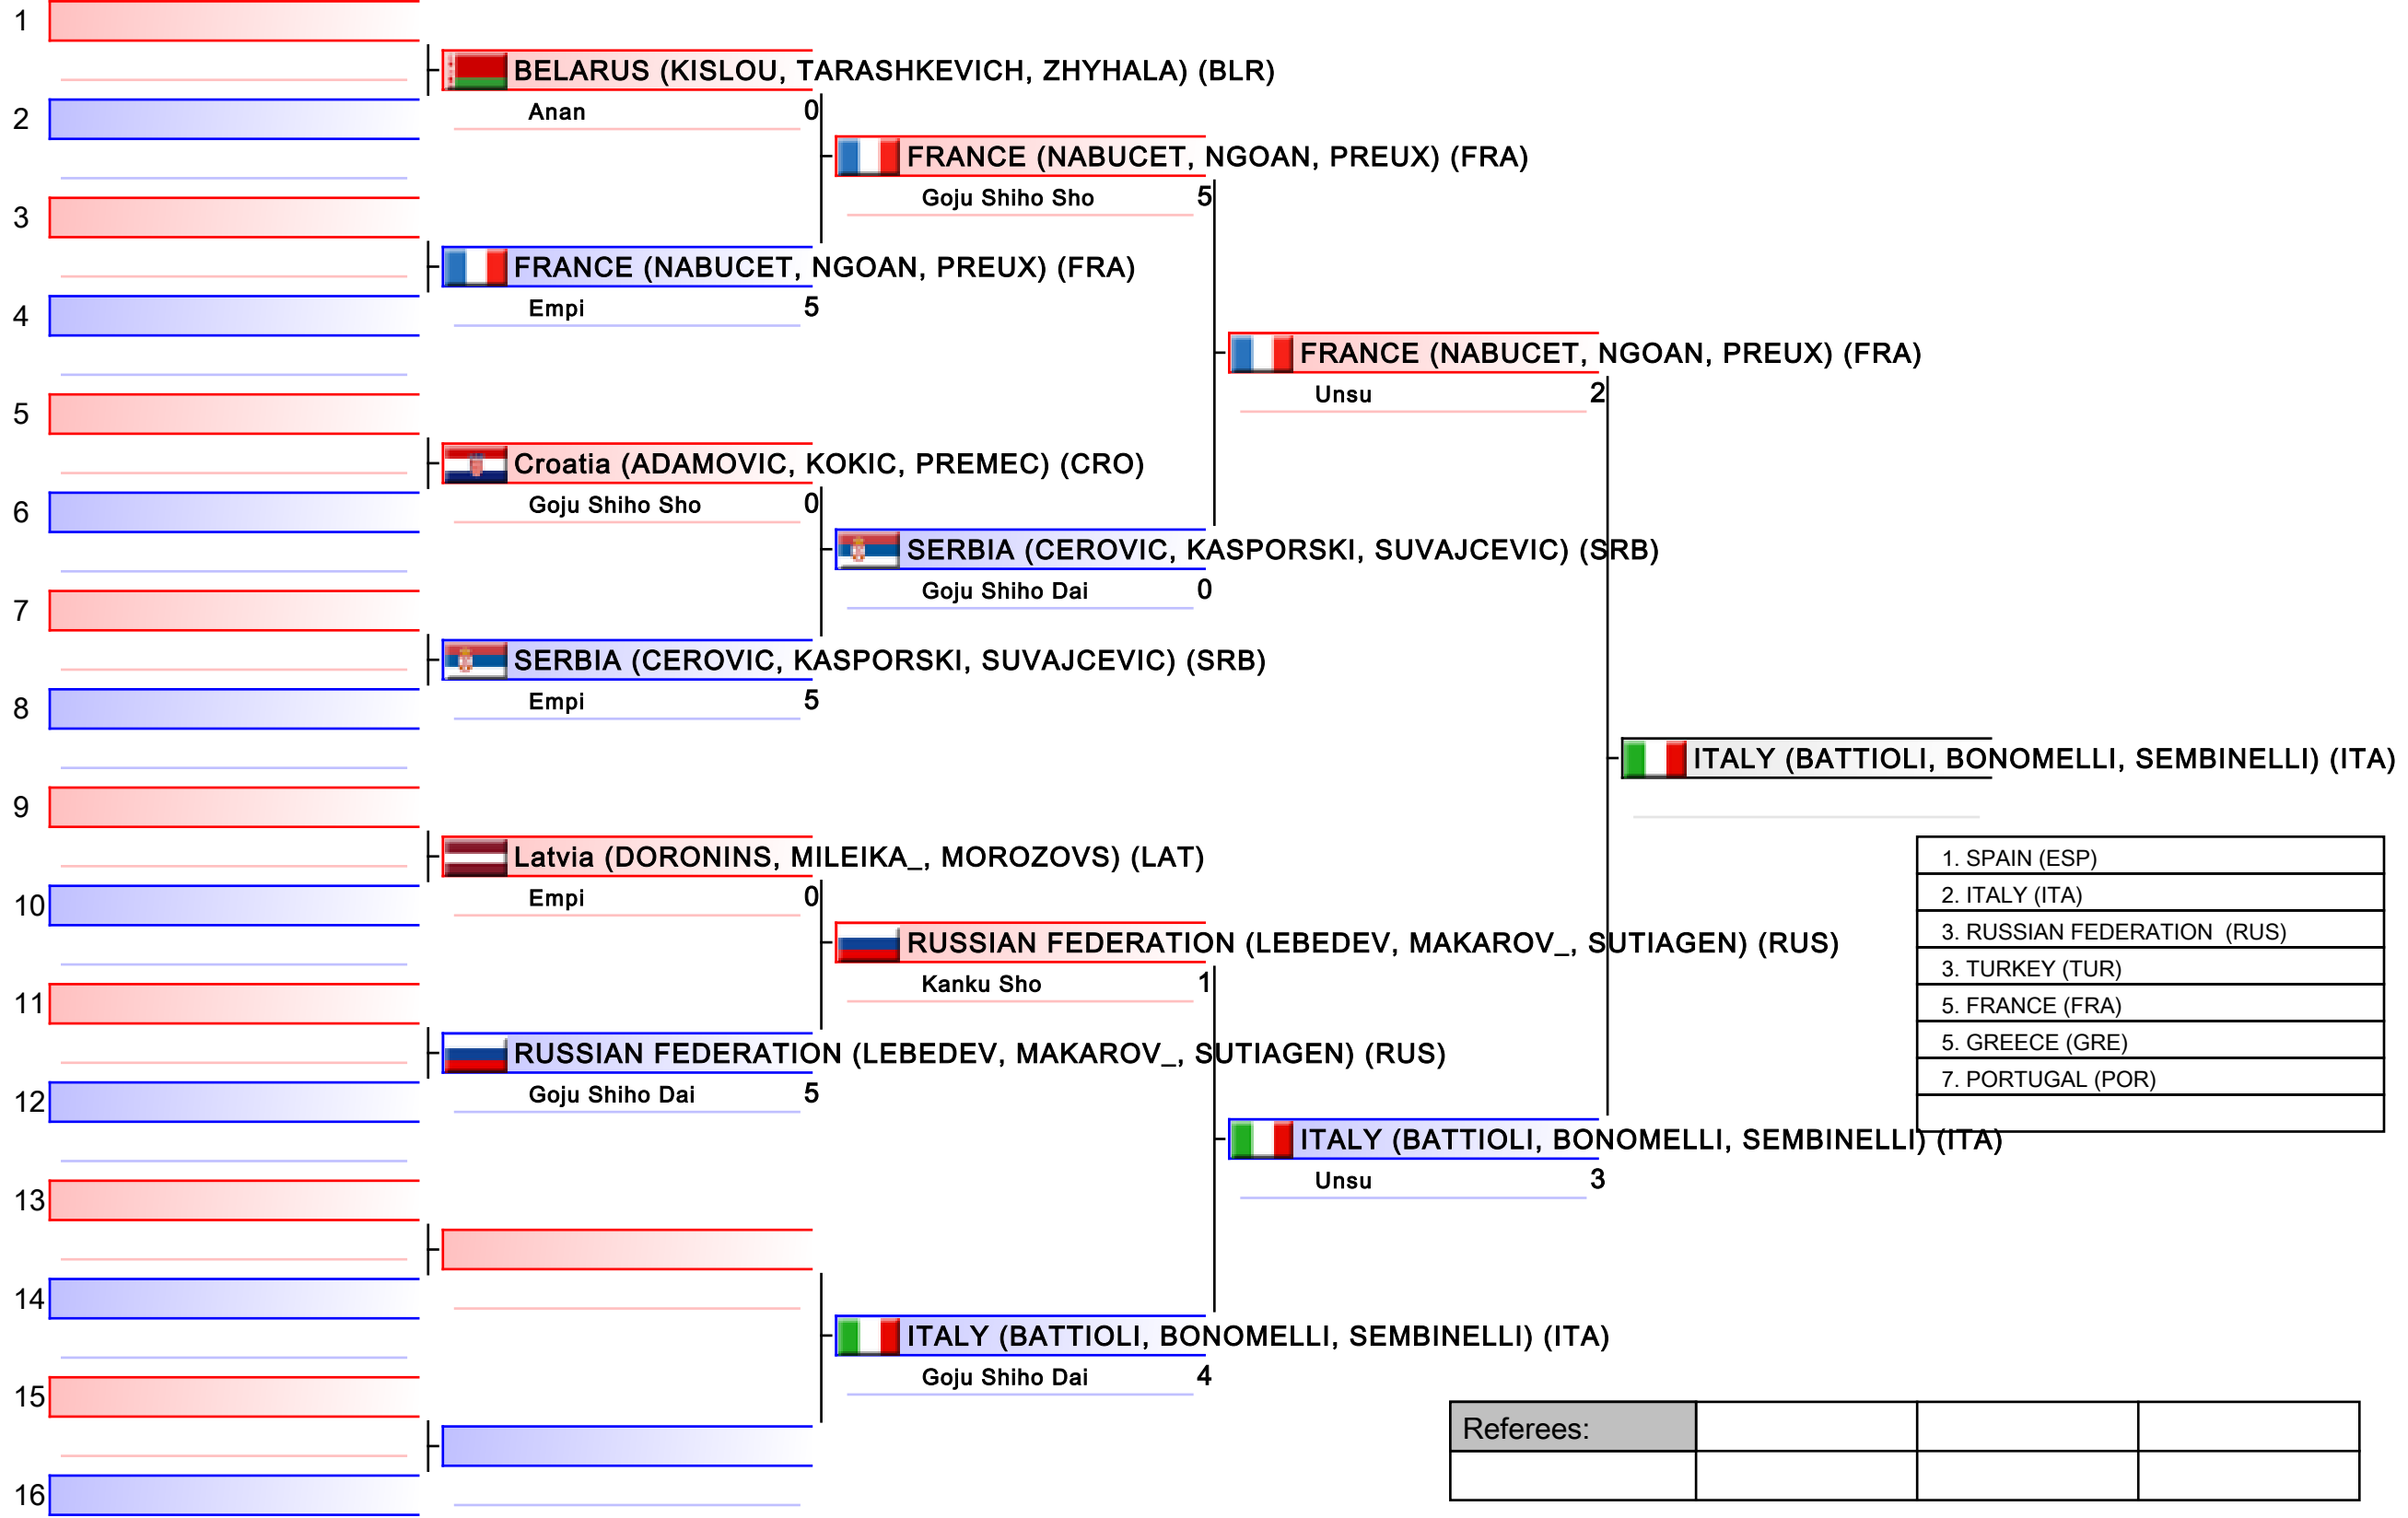 1
BELARUS (KISLOU, TARASHKEVICH, ZHYHALA) (BLR)
Anan 0
2
FRANCE (NABUCET, NGOAN, PREUX) (FRA)
Goju Shiho Sho 5
3
FRANCE (NABUCET, NGOAN, PREUX) (FRA)
Empi 5
4
FRANCE (NABUCET, NGOAN, PREUX) (FRA)
Unsu 2
5
Croatia (ADAMOVIC, KOKIC, PREMEC) (CRO)
Goju Shiho Sho 0
6
SERBIA (CEROVIC, KASPORSKI, SUVAJCEVIC) (SRB)
Goju Shiho Dai 0
7
SERBIA (CEROVIC, KASPORSKI, SUVAJCEVIC) (SRB)
Empi 5
8
ITALY (BATTIOLI, BONOMELLI, SEMBINELLI) (ITA)
9
Latvia (DORONINS, MILEIKA_, MOROZOVS) (LAT)
Empi 0
10
1. SPAIN (ESP)
2. ITALY (ITA)
3. RUSSIAN FEDERATION (RUS)
3. TURKEY (TUR)
5. FRANCE (FRA)
5. GREECE (GRE)
7. PORTUGAL (POR)
RUSSIAN FEDERATION (LEBEDEV, MAKAROV_, SUTIAGEN) (RUS)
Kanku Sho 1
11
RUSSIAN FEDERATION (LEBEDEV, MAKAROV_, SUTIAGEN) (RUS)
Goju Shiho Dai 5
12
ITALY (BATTIOLI, BONOMELLI, SEMBINELLI) (ITA)
Unsu 3
13
14
ITALY (BATTIOLI, BONOMELLI, SEMBINELLI) (ITA)
Goju Shiho Dai 4
15
Referees:
16